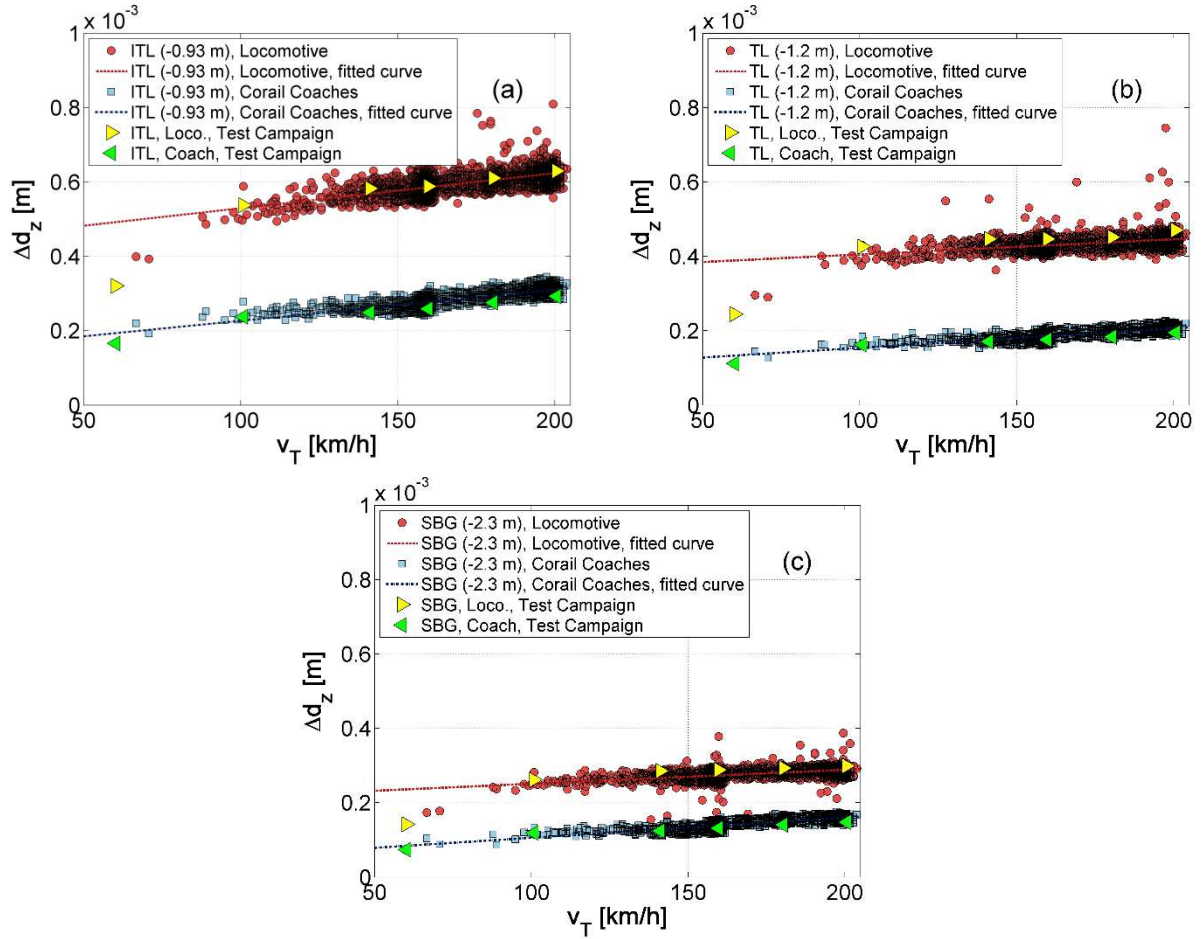 1 x 10^-3
ITL (-0.93 m), Locomotive
ITL (-0.93 m), Locomotive, fitted curve
ITL (-0.93 m), Corail Coaches
ITL (-0.93 m), Corail Coaches, fitted curve
ITL, Loco., Test Campaign
ITL, Coach, Test Campaign
(a)
0.8
0.6
0.4
0.2
0
Δd_z [m]
50 100 150 200
v_T [km/h]
1 x 10^-3
TL (-1.2 m), Locomotive
TL (-1.2 m), Locomotive, fitted curve
TL (-1.2 m), Corail Coaches
TL (-1.2 m), Corail Coaches, fitted curve
TL, Loco., Test Campaign
TL, Coach, Test Campaign
(b)
0.8
0.6
0.4
0.2
0
Δd_z [m]
50 100 150 200
v_T [km/h]
1 x 10^-3
SBG (-2.3 m), Locomotive
SBG (-2.3 m), Locomotive, fitted curve
SBG (-2.3 m), Corail Coaches
SBG (-2.3 m), Corail Coaches, fitted curve
SBG, Loco., Test Campaign
SBG, Coach, Test Campaign
(c)
0.8
0.6
0.4
0.2
0
Δd_z [m]
50 100 150 200
v_T [km/h]